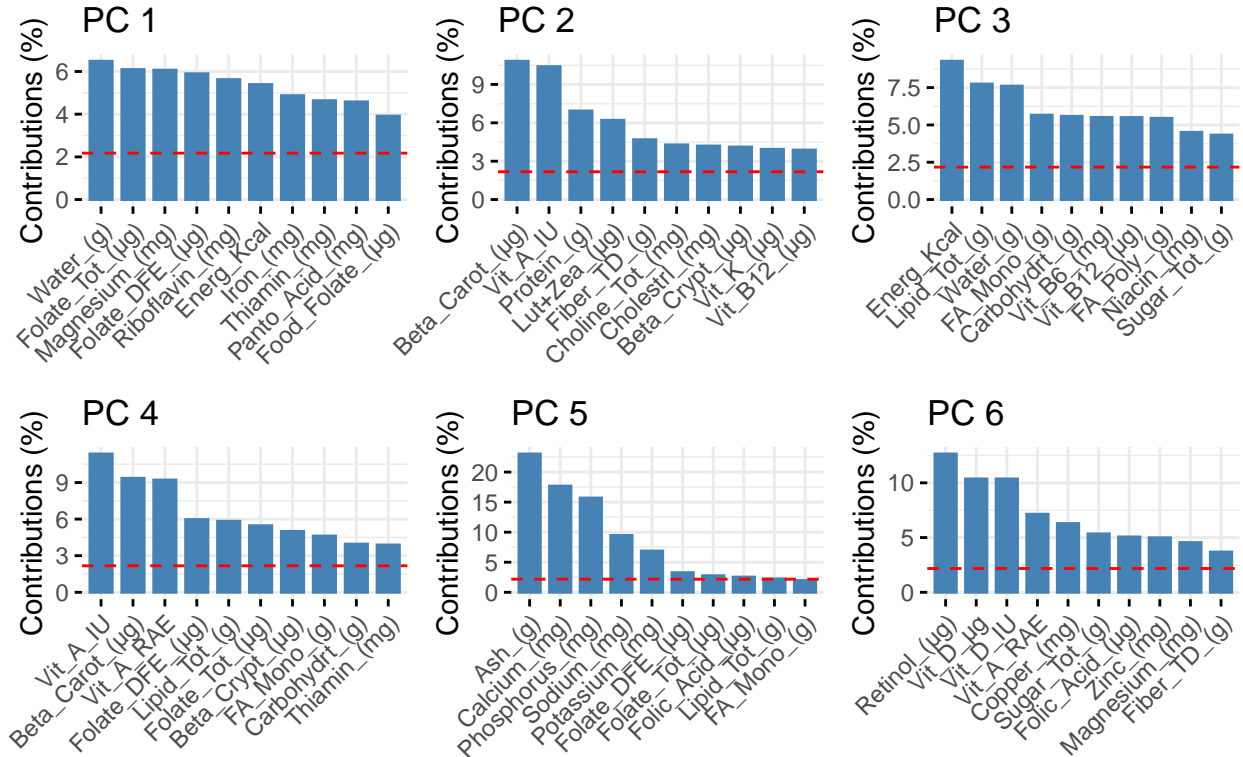 PC 1
Contributions (%)
6
4
2
0
Water_(g)
Folate_Tot_(µg)
Magnesium_(mg)
Folate_DFE_(µg)
Riboflavin_(mg)
Energ_Kcal
Iron_(mg)
Thiamin_(mg)
Panto_Acid_(mg)
Food_Folate_(µg)
PC 2
Contributions (%)
9
6
3
0
Beta_Carot_(µg)
Vit_A_IU
Protein_(g)
Lut+Zea_(µg)
Fiber_TD_(g)
Choline_Tot_(mg)
Cholestrl_(mg)
Beta_Crypt_(µg)
Vit_K_(µg)
Vit_B12_(µg)
PC 3
Contributions (%)
7.5
5.0
2.5
0.0
Energ_Kcal
Lipid_Tot_(g)
Water_(g)
FA_Mono_(g)
Carbohydrt_(g)
Vit_B6_(mg)
Vit_B12_(µg)
FA_Poly_(g)
Niacin_(mg)
Sugar_Tot_(g)
PC 4
Contributions (%)
9
6
3
0
Vit_A_IU
Beta_Carot_(µg)
Vit_A_RAE
Folate_DFE_(µg)
Lipid_Tot_(g)
Folate_Tot_(µg)
Beta_Crypt_(µg)
FA_Mono_(g)
Carbohydrt_(g)
Thiamin_(mg)
PC 5
Contributions (%)
20
15
10
5
0
Ash_(g)
Calcium_(mg)
Phosphorus_(mg)
Sodium_(mg)
Potassium_(mg)
Folate_DFE_(µg)
Folate_Tot_(µg)
Folic_Acid_(µg)
Lipid_Tot_(g)
FA_Mono_(g)
PC 6
Contributions (%)
10
5
0
Retinol_(µg)
Vit_D_µg
Vit_D_IU
Vit_A_RAE
Copper_(mg)
Sugar_Tot_(g)
Folic_Acid_(µg)
Zinc_(mg)
Magnesium_(mg)
Fiber_TD_(g)